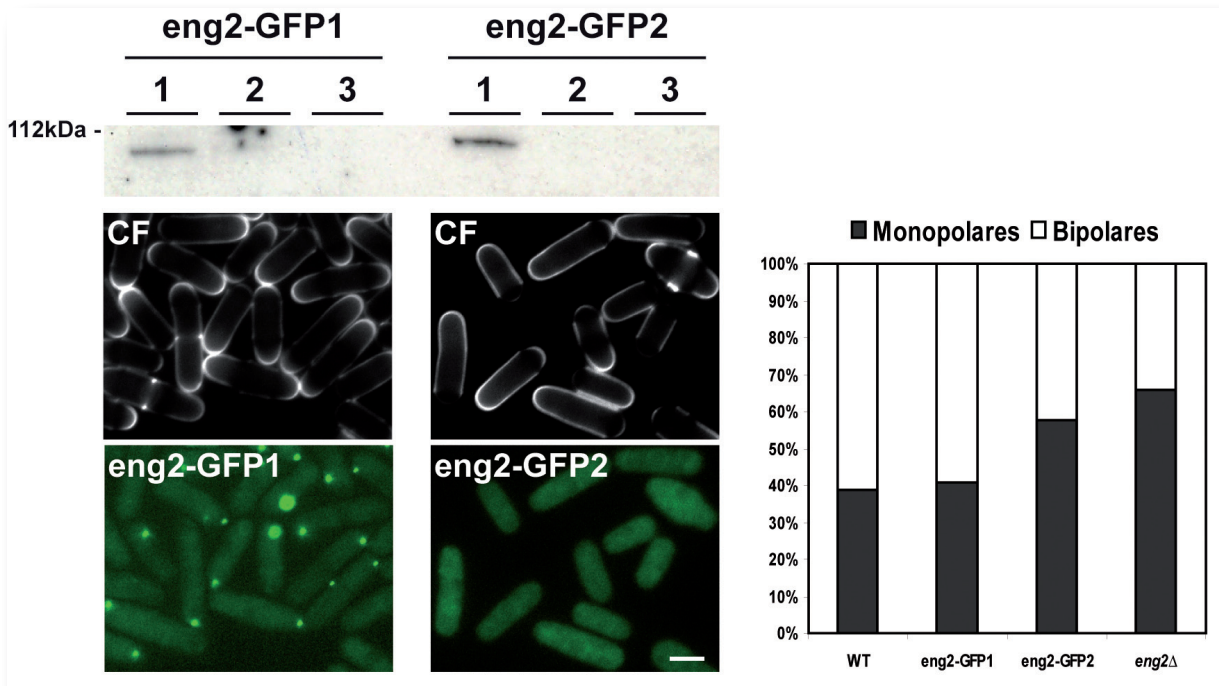 eng2-GFP1 eng2-GFP2
1 2 3 1 2 3
112kDa -
CF CF
eng2-GFP1 eng2-GFP2
Monopolares Bipolares
100%
90%
80%
70%
60%
50%
40%
30%
20%
10%
0%
WT eng2-GFP1 eng2-GFP2 eng2Δ